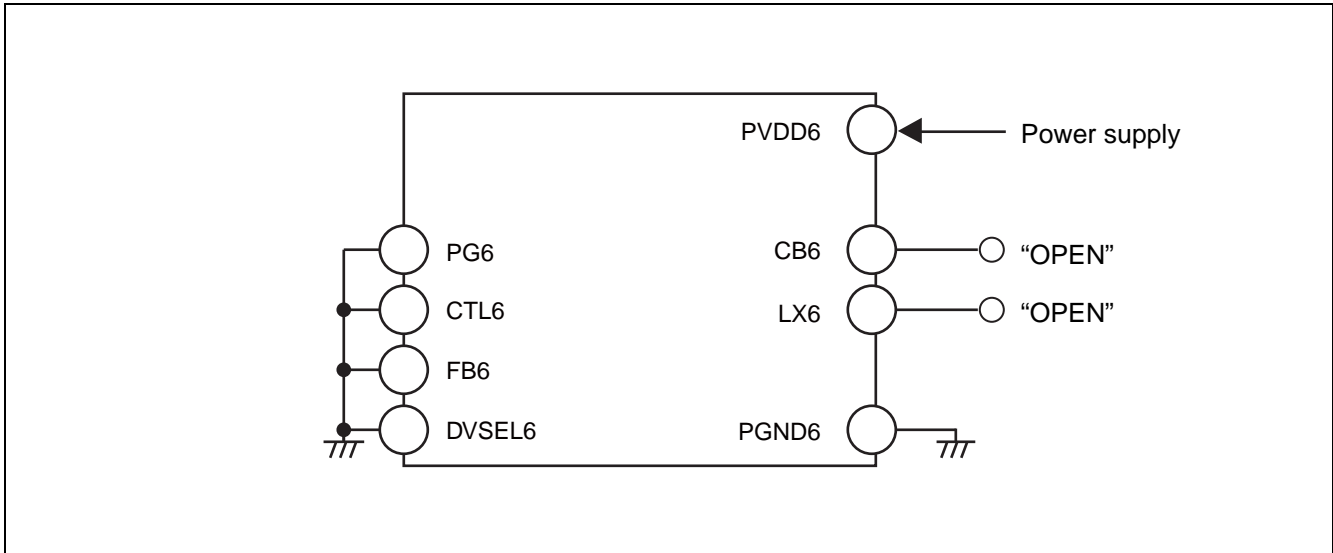 PVDD6
Power supply
PG6
CB6
“OPEN”
CTL6
LX6
“OPEN”
FB6
DVSEL6
PGND6